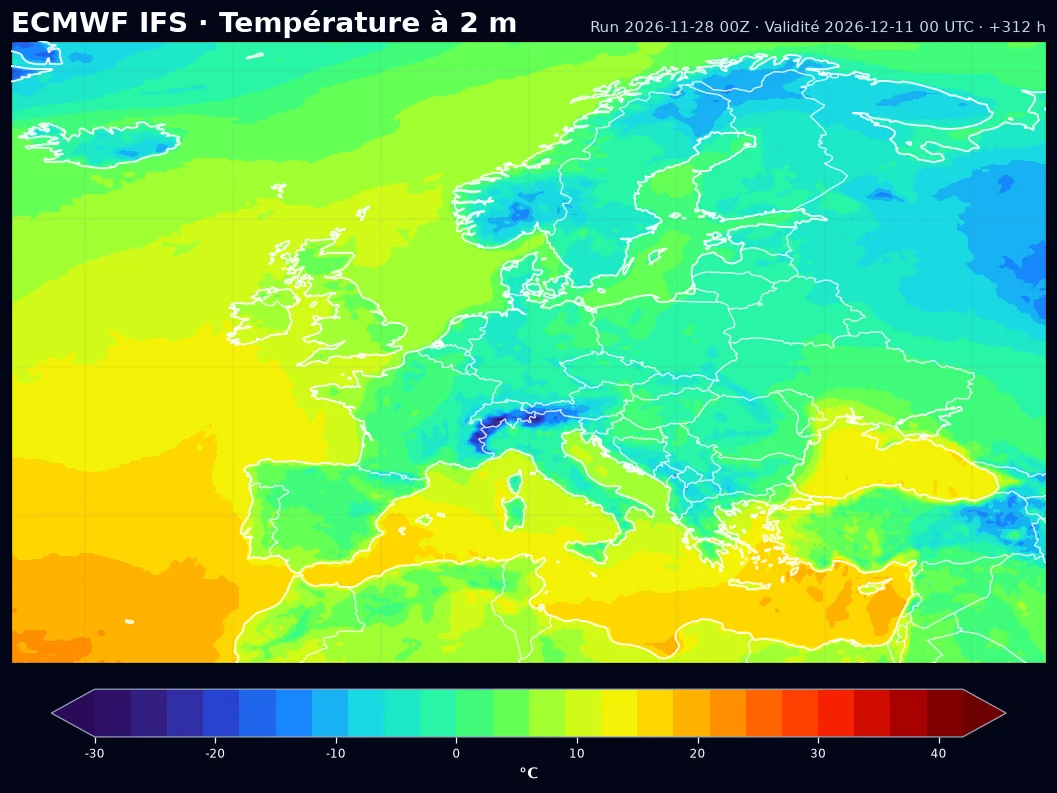 ECMWF IFS · Température à 2 m
Run 2026-11-28 00Z · Validité 2026-12-11 00 UTC · +312 h
-30 -20 -10 0 10 20 30 40
°C